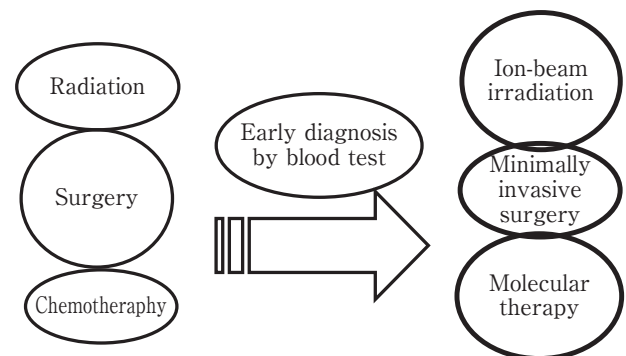 Radiation
Surgery
Chemotheraphy
Early diagnosis
by blood test
Ion-beam
irradiation
Minimally
invasive
surgery
Molecular
therapy